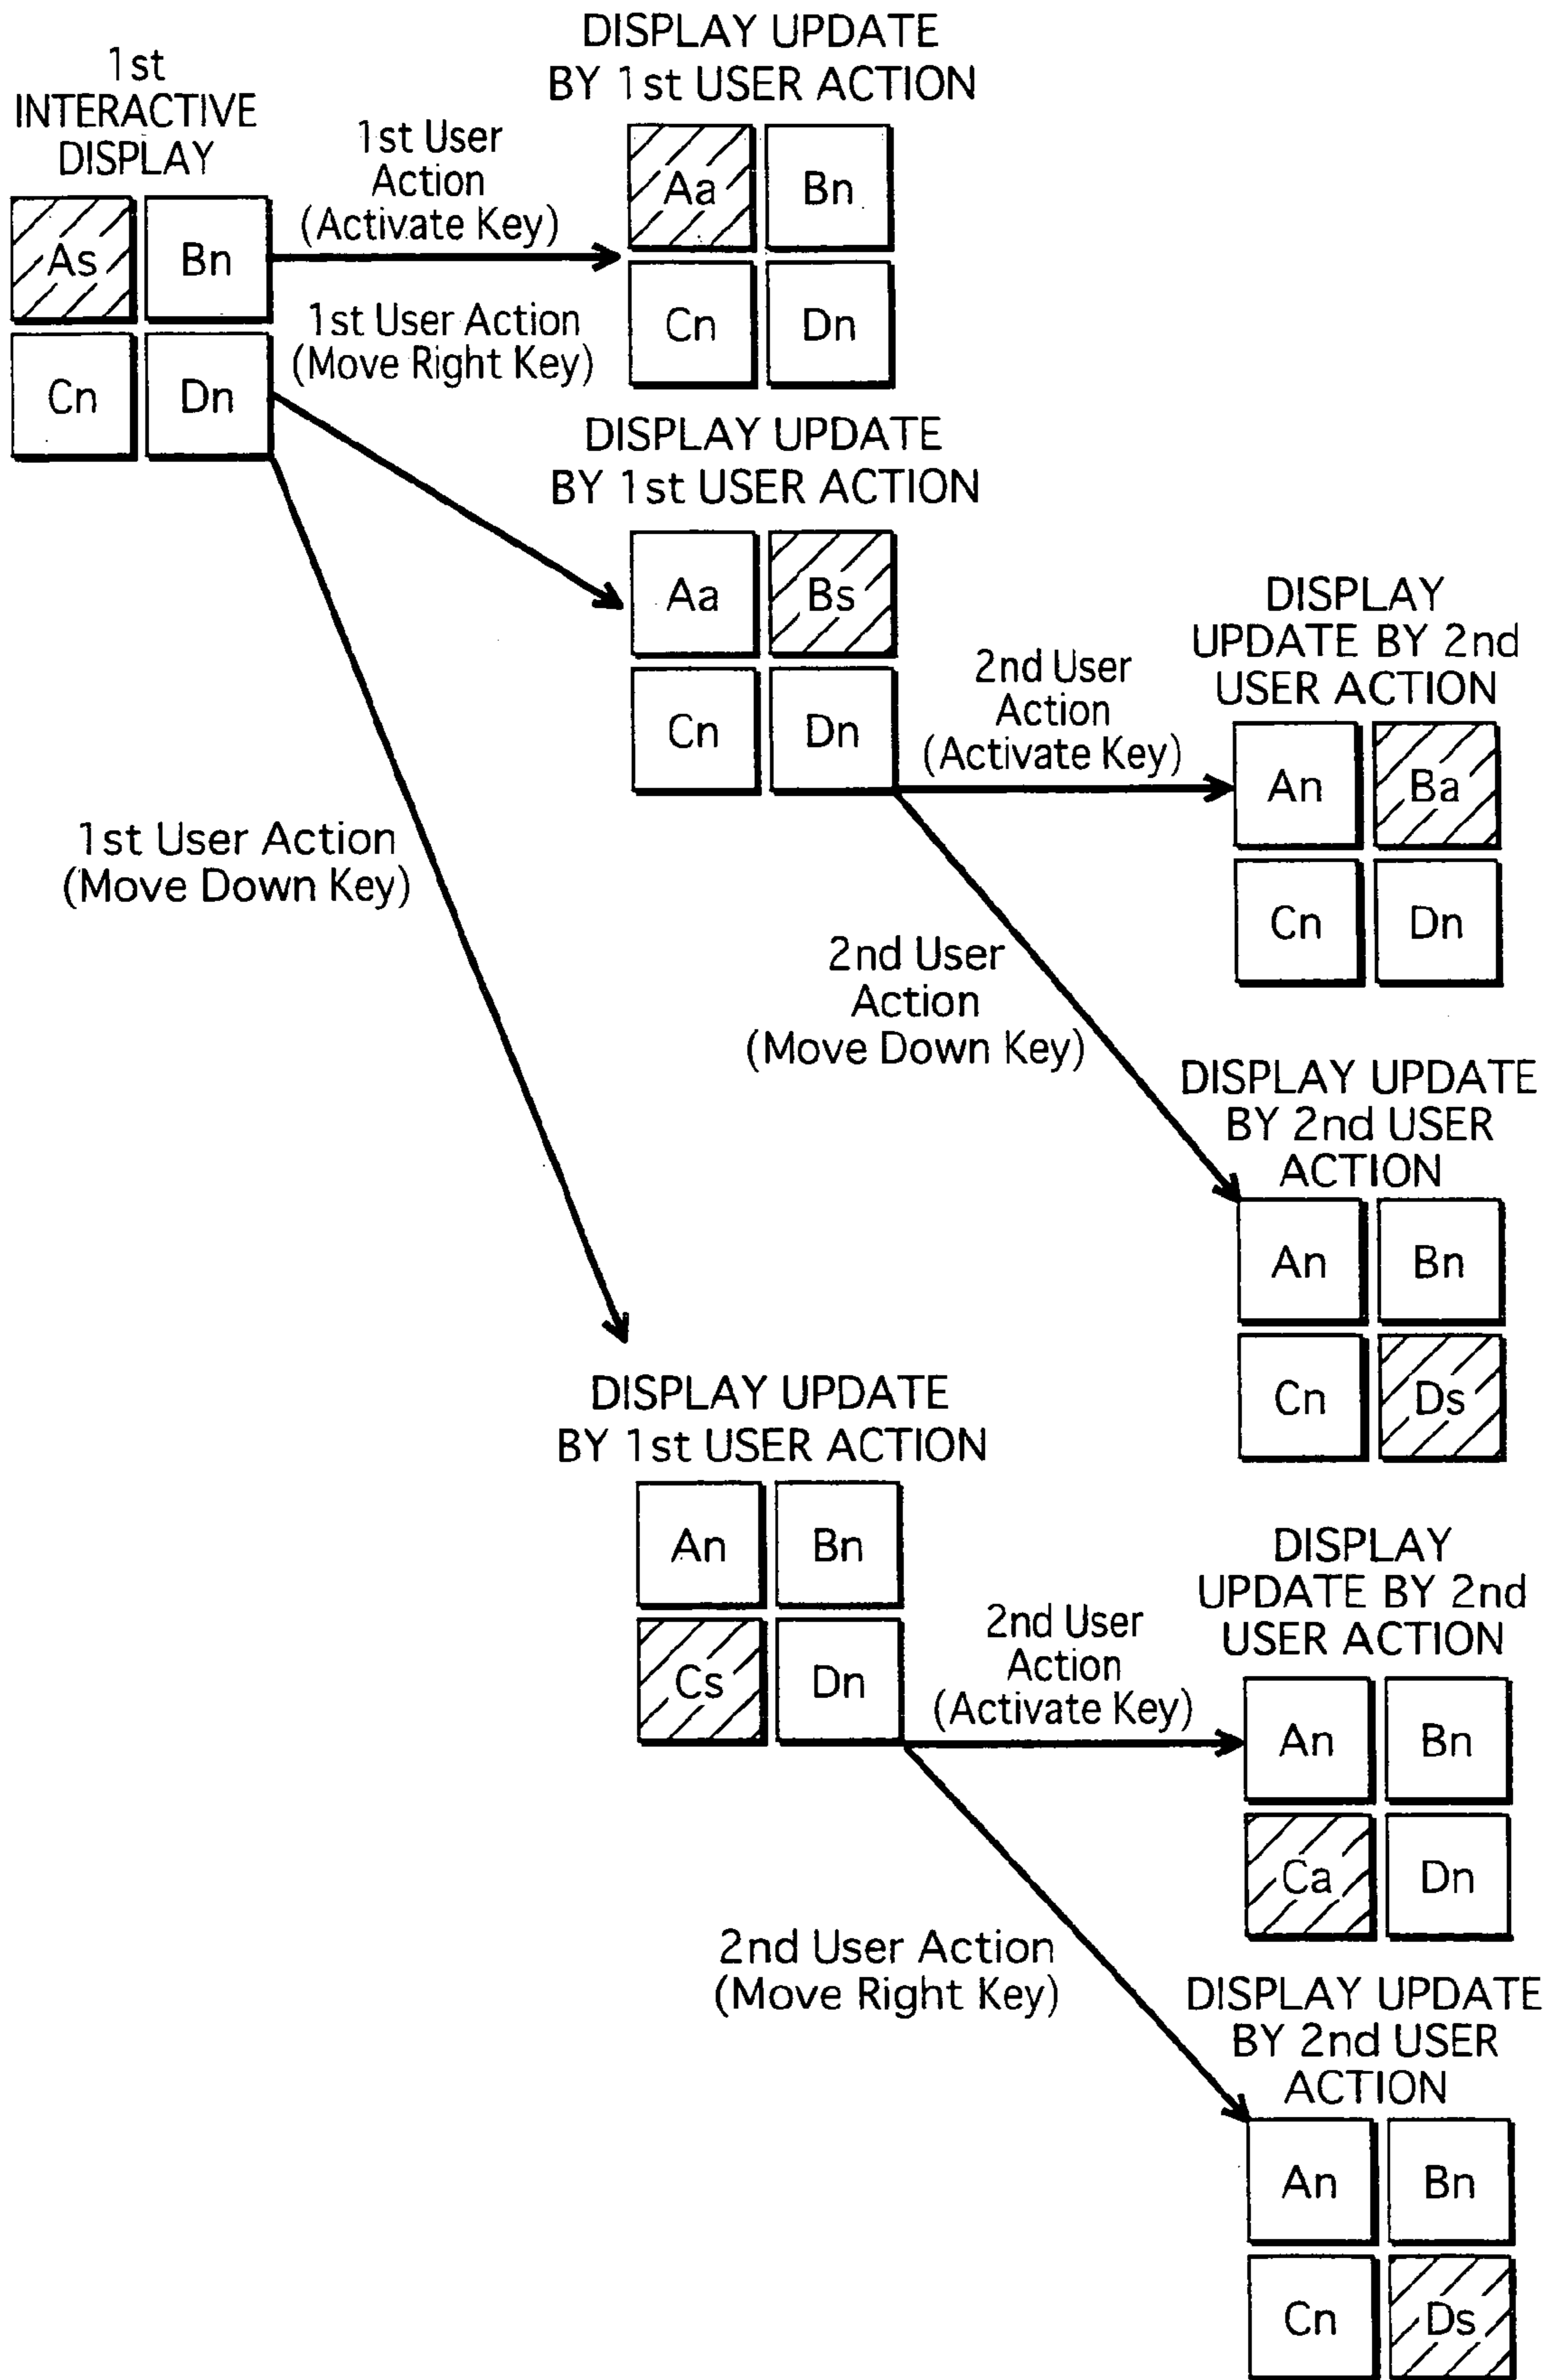 1st
INTERACTIVE
DISPLAY
As
Bn
Cn
Dn
1st User
Action
(Activate Key)
DISPLAY UPDATE
BY 1st USER ACTION
Aa
Bn
Cn
Dn
1st User Action
(Move Right Key)
DISPLAY UPDATE
BY 1st USER ACTION
Aa
Bs
Cn
Dn
2nd User
Action
(Activate Key)
DISPLAY
UPDATE BY 2nd
USER ACTION
An
Ba
Cn
Dn
2nd User
Action
(Move Down Key)
DISPLAY UPDATE
BY 2nd USER
ACTION
An
Bn
Cn
Ds
1st User Action
(Move Down Key)
DISPLAY UPDATE
BY 1st USER ACTION
An
Bn
Cs
Dn
2nd User
Action
(Activate Key)
DISPLAY
UPDATE BY 2nd
USER ACTION
An
Bn
Ca
Dn
2nd User Action
(Move Right Key)
DISPLAY UPDATE
BY 2nd USER
ACTION
An
Bn
Cn
Ds